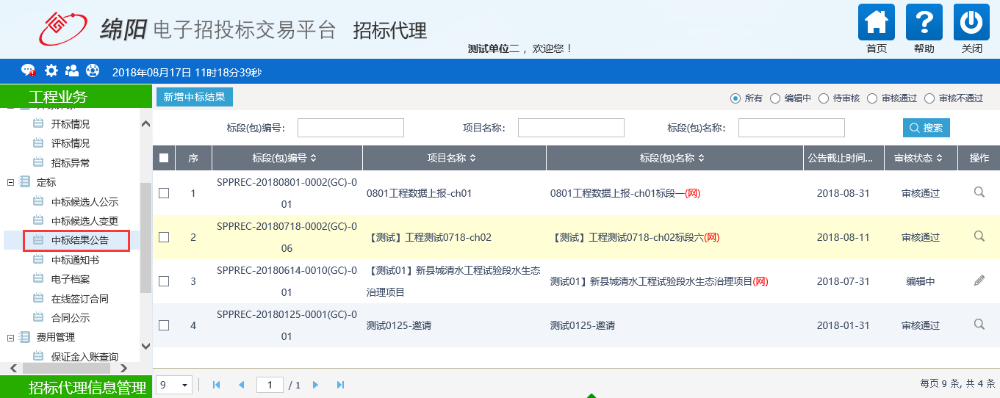 绵阳 电子招投标交易平台 招标代理
测试单位二 ，欢迎您！
首页
帮助
关闭
2018年08月17日 11时18分39秒
工程业务
开标情况
评标情况
招标异常
定标
中标候选人公示
中标候选人变更
中标结果公告
中标通知书
电子档案
在线签订合同
合同公示
费用管理
保证金入账查询
招标代理信息管理
新增中标结果
所有 编辑中 待审核 审核通过 审核不通过
标段(包)编号： 项目名称： 标段(包)名称： 搜索
序 标段(包)编号 项目名称 标段(包)名称 公告截止时间... 审核状态 操作
1 SPPREC-20180801-0002(GC)-0 0801工程数据上报-ch01 0801工程数据上报-ch01标段一(网) 2018-08-31 审核通过
01
2 SPPREC-20180718-0002(GC)-0 【测试】工程测试0718-ch02 【测试】工程测试0718-ch02标段六(网) 2018-08-11 审核通过
06
3 SPPREC-20180614-0010(GC)-0 【测试01】新县城清水工程试验段水生态 测试01】新县城清水工程试验段水生态治理项目(网) 2018-07-31 编辑中
01 治理项目
4 SPPREC-20180125-0001(GC)-0 测试0125-邀请 测试0125-邀请 2018-01-31 审核通过
01
9 1 / 1 每页 9 条, 共 4 条